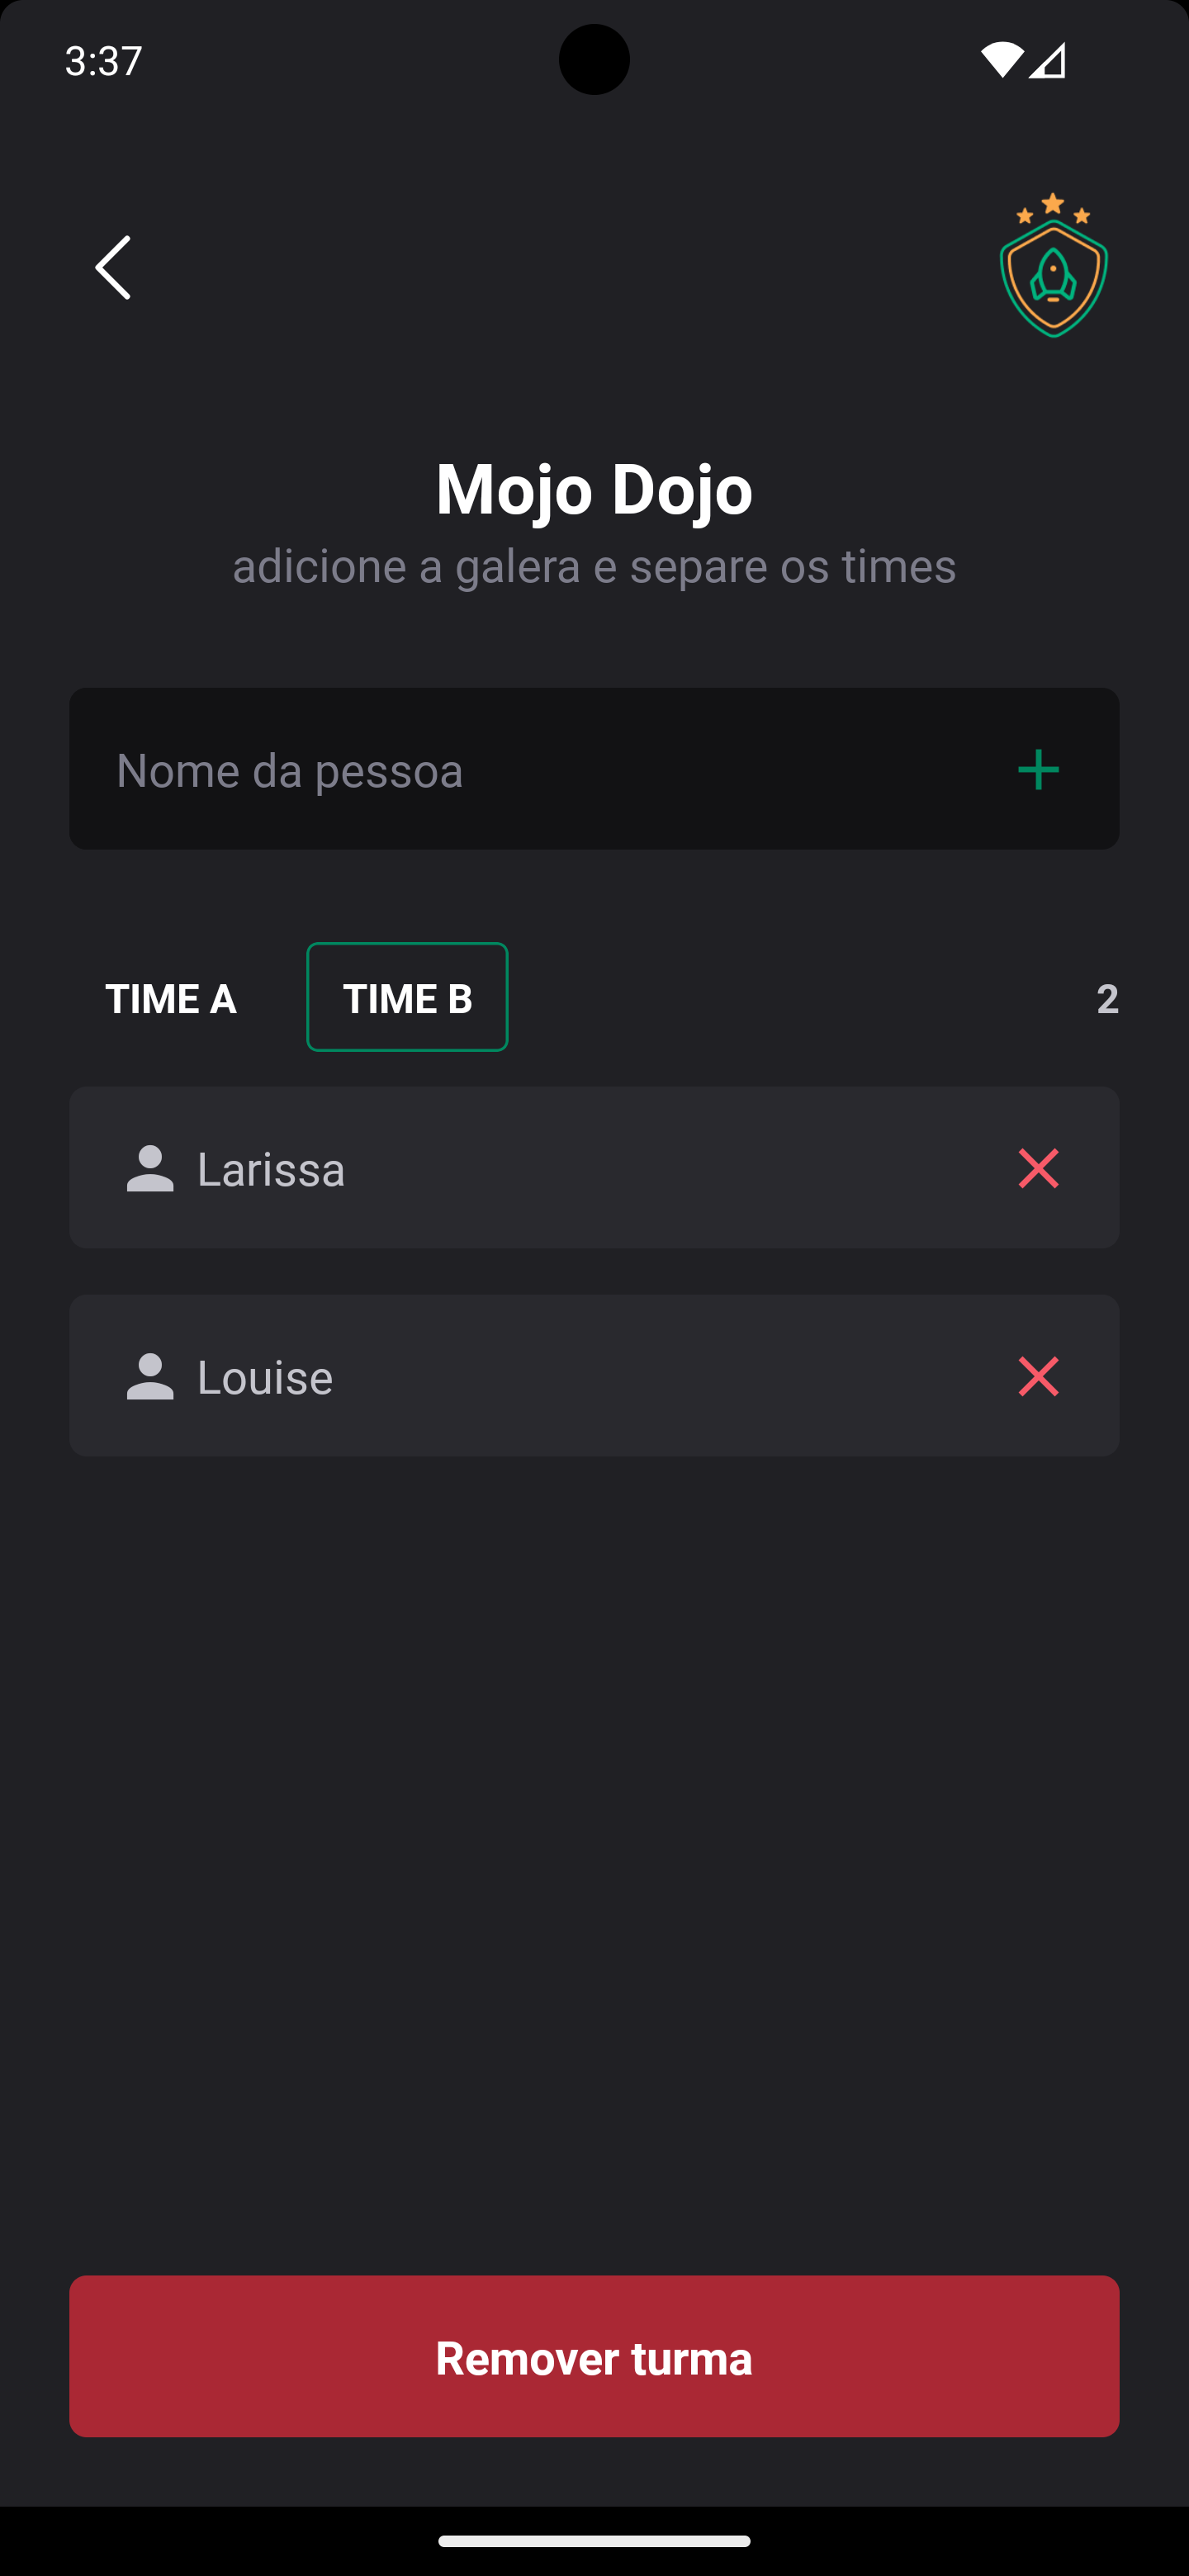 3:37
Mojo Dojo
adicione a galera e separe os times
Nome da pessoa
TIME A
TIME B
2
Larissa
Louise
Remover turma